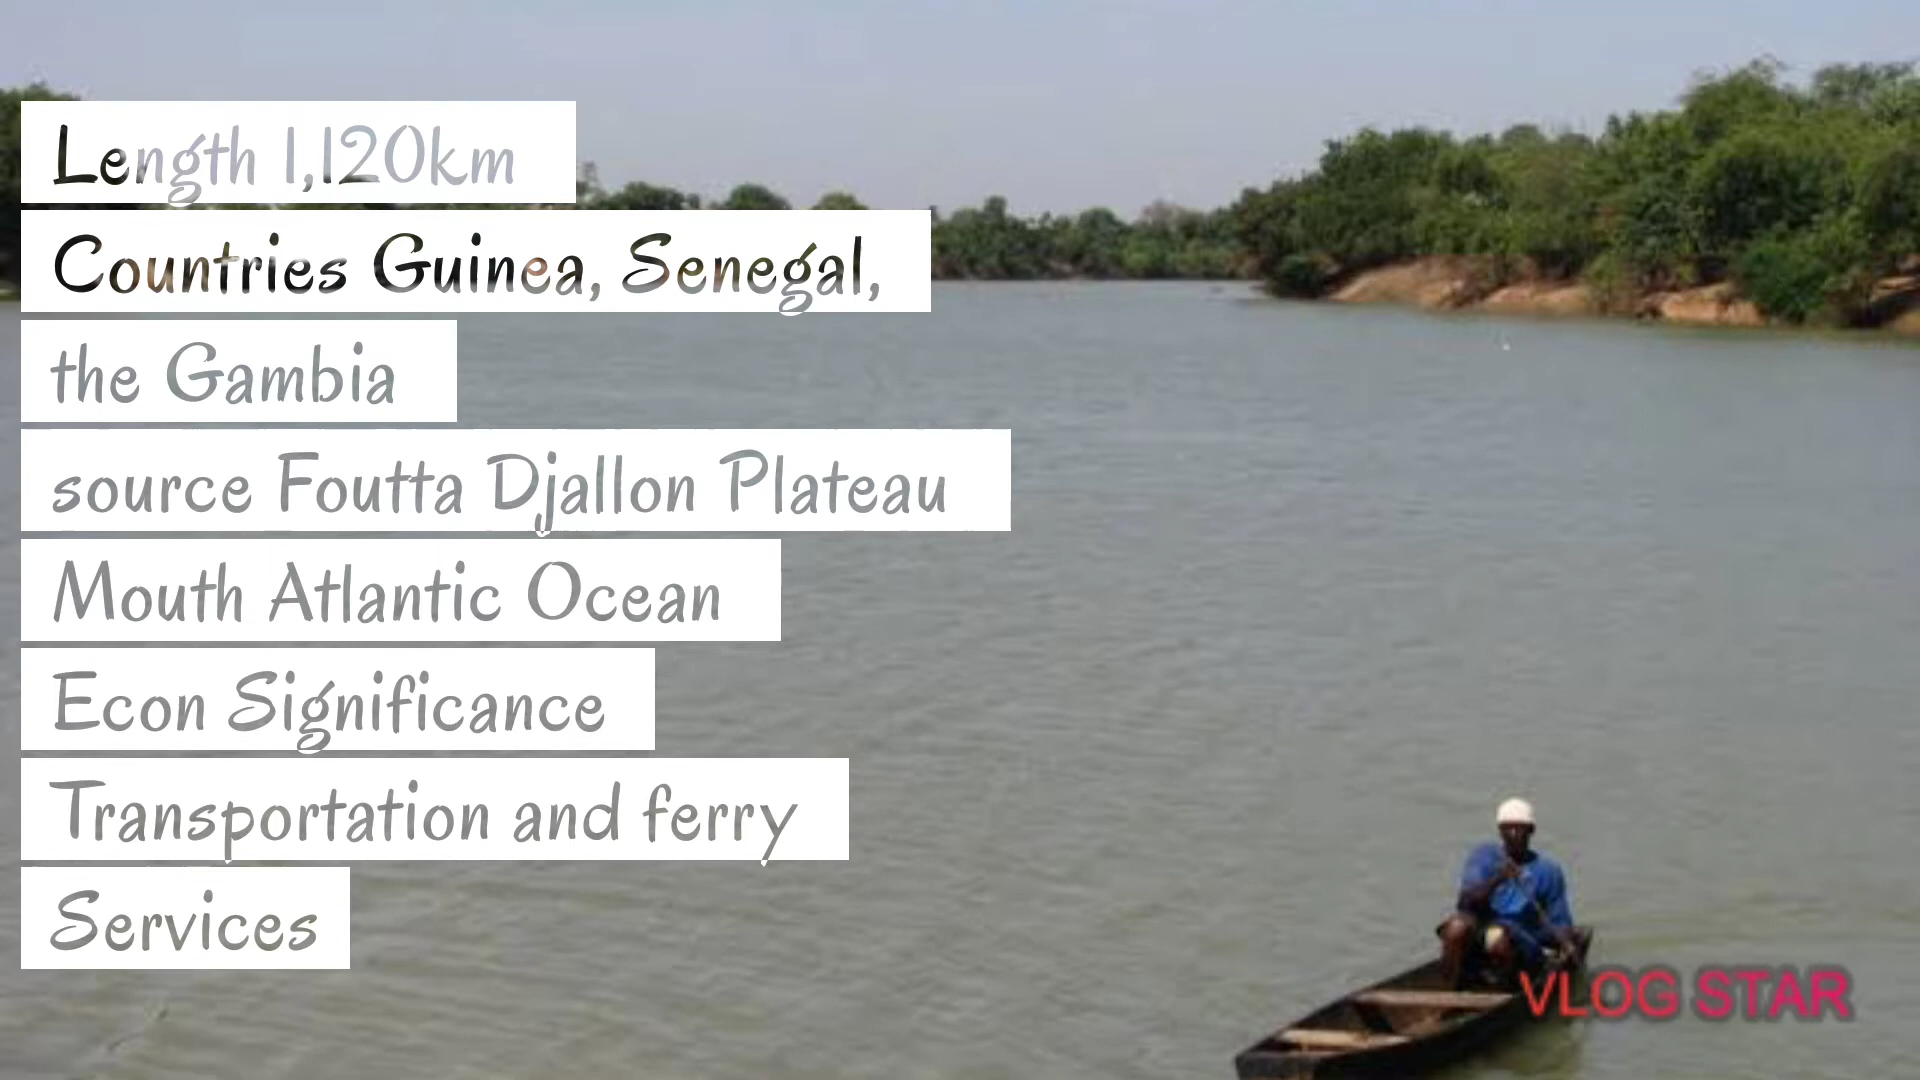 Length 1,120km
Countries Guinea, Senegal,
the Gambia
source Foutta Djallon Plateau
Mouth Atlantic Ocean
Econ Significance
Transportation and ferry
Services
VLOG STAR